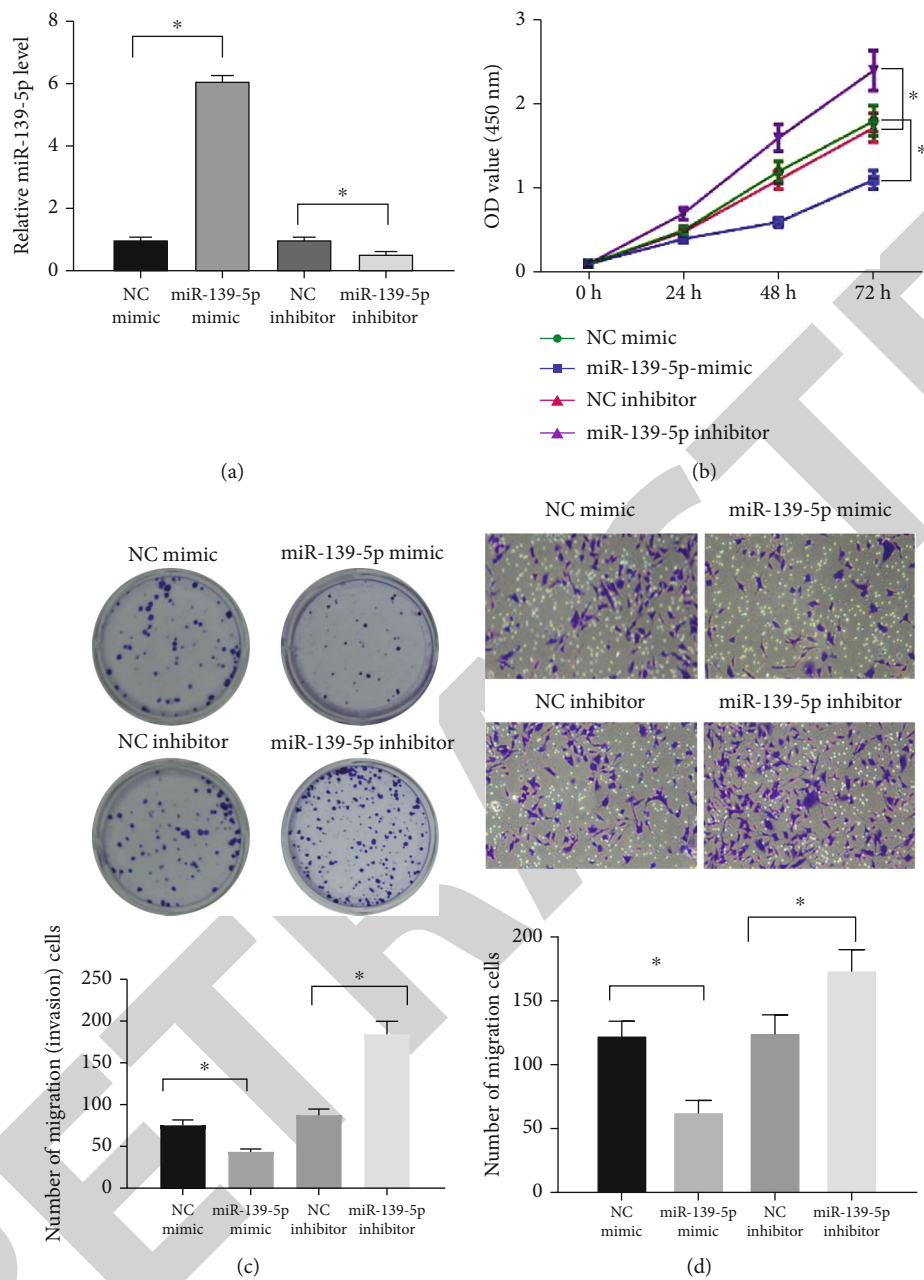 8
6
4
2
0
Relative miR-139-5p level
*
*
NC
mimic
miR-139-5p
mimic
NC
inhibitor
miR-139-5p
inhibitor
(a)
3
2
1
0
OD value (450 nm)
0 h
24 h
48 h
72 h
*
*
NC mimic
miR-139-5p-mimic
NC inhibitor
miR-139-5p inhibitor
(b)
NC mimic
miR-139-5p mimic
NC inhibitor
miR-139-5p inhibitor
250
200
150
100
50
0
Number of migration (invasion) cells
*
*
NC
mimic
miR-139-5p
mimic
NC
inhibitor
miR-139-5p
inhibitor
(c)
NC mimic
miR-139-5p mimic
NC inhibitor
miR-139-5p inhibitor
200
150
100
50
0
Number of migration cells
*
*
NC
mimic
miR-139-5p
mimic
NC
inhibitor
miR-139-5p
inhibitor
(d)
RETRACTE